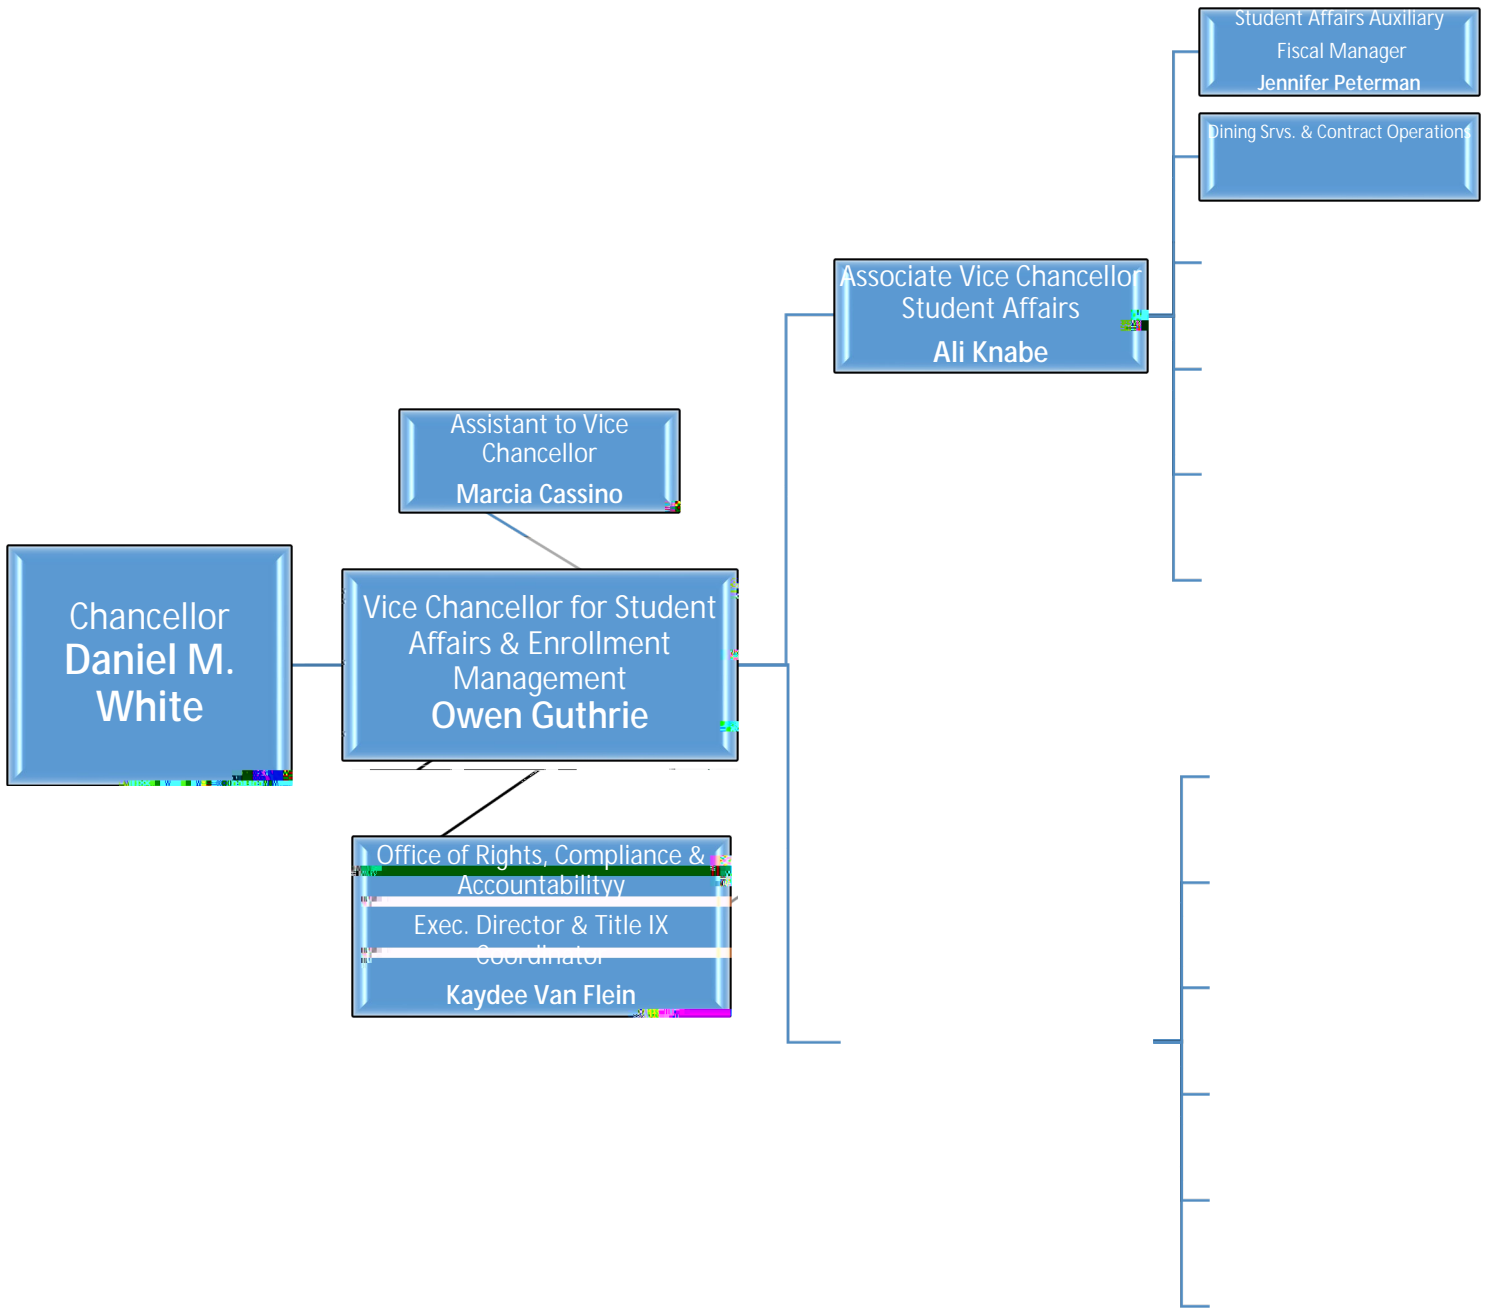 Student Affairs Auxiliary
Fiscal Manager
Jennifer Peterman
Dining Srvs. & Contract Operations
Associate Vice Chancellor
Student Affairs
Ali Knabe
Assistant to Vice
Chancellor
Marcia Cassino
Chancellor
Daniel M.
White
Vice Chancellor for Student
Affairs & Enrollment
Management
Owen Guthrie
Office of Rights, Compliance &
Accountabilityy
Exec. Director & Title IX
Coordinator
Kaydee Van Flein